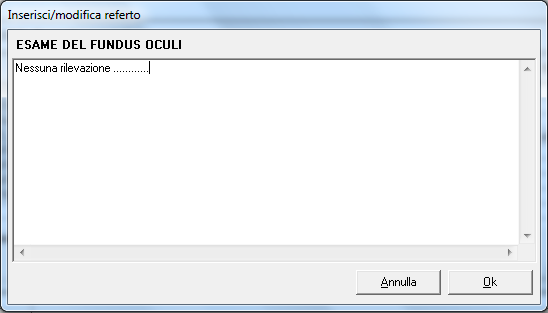 Inserisci/modifica referto
ESAME DEL FUNDUS OCULI
Nessuna rilevazione ............
Annulla
Ok